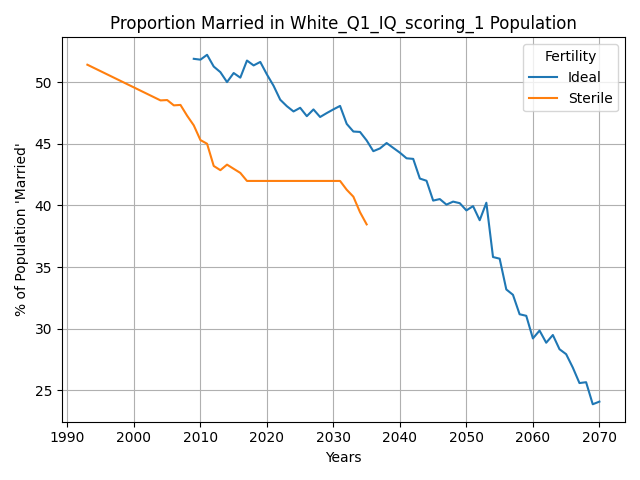 Proportion Married in White_Q1_IQ_scoring_1 Population
% of Population 'Married'
50
45
40
35
30
25
Fertility
Ideal
Sterile
1990 2000 2010 2020 2030 2040 2050 2060 2070
Years